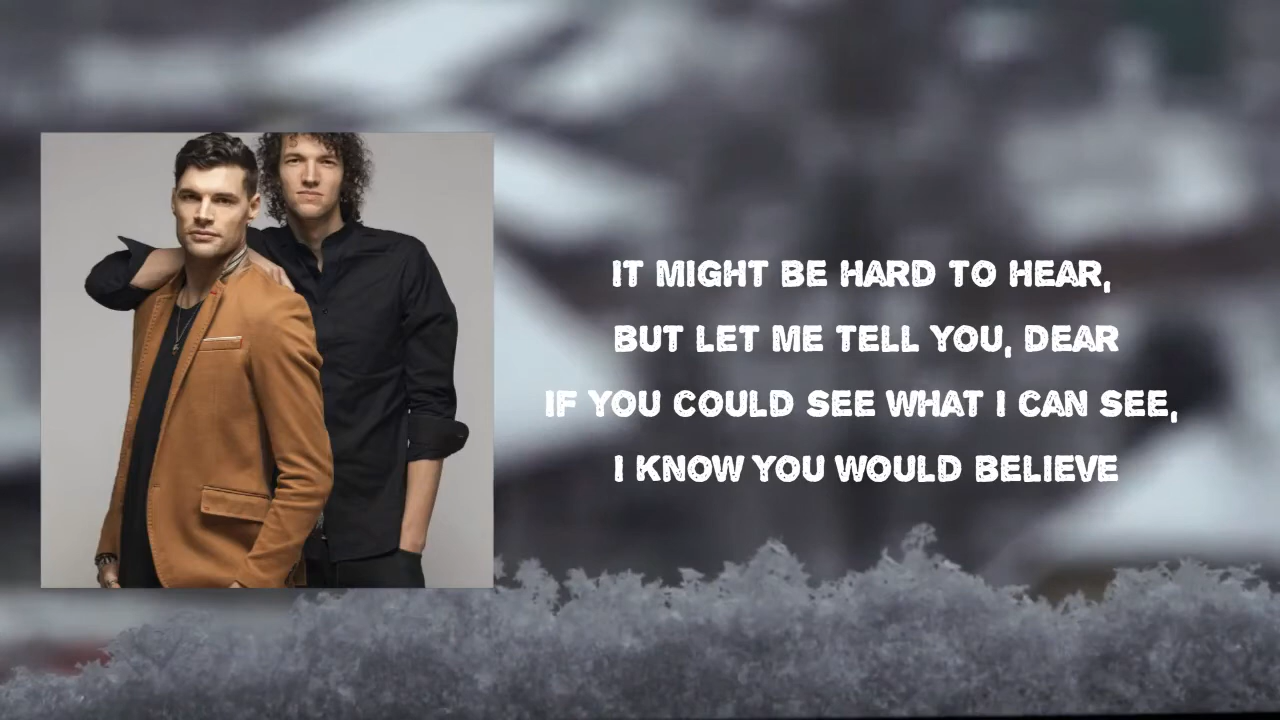 IT MIGHT BE HARD TO HEAR,
BUT LET ME TELL YOU, DEAR
IF YOU COULD SEE WHAT I CAN SEE,
I KNOW YOU WOULD BELIEVE